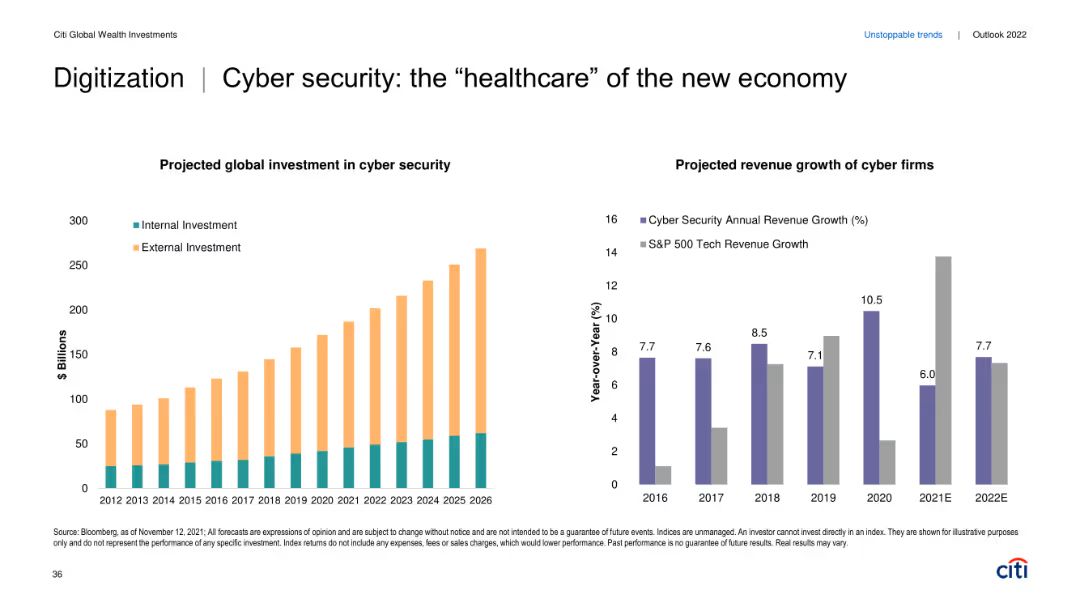 Citi Global Wealth Investments
Unstoppable trends | Outlook 2022
Digitization | Cyber security: the “healthcare” of the new economy
Projected global investment in cyber security
300
250
200
150
100
50
0
$ Billions
Internal Investment
External Investment
2012 2013 2014 2015 2016 2017 2018 2019 2020 2021 2022 2023 2024 2025 2026
Projected revenue growth of cyber firms
16
14
12
10
8
6
4
2
0
Year-over-Year (%)
Cyber Security Annual Revenue Growth (%)
S&P 500 Tech Revenue Growth
7.7
7.6
8.5
7.1
10.5
6.0
7.7
2016 2017 2018 2019 2020 2021E 2022E
Source: Bloomberg, as of November 12, 2021; All forecasts are expressions of opinion and are subject to change without notice and are not intended to be a guarantee of future events. Indices are unmanaged. An investor cannot invest directly in an index. They are shown for illustrative purposes
only and do not represent the performance of any specific investment. Index returns do not include any expenses, fees or sales charges, which would lower performance. Past performance is no guarantee of future results. Real results may vary.
36
citi